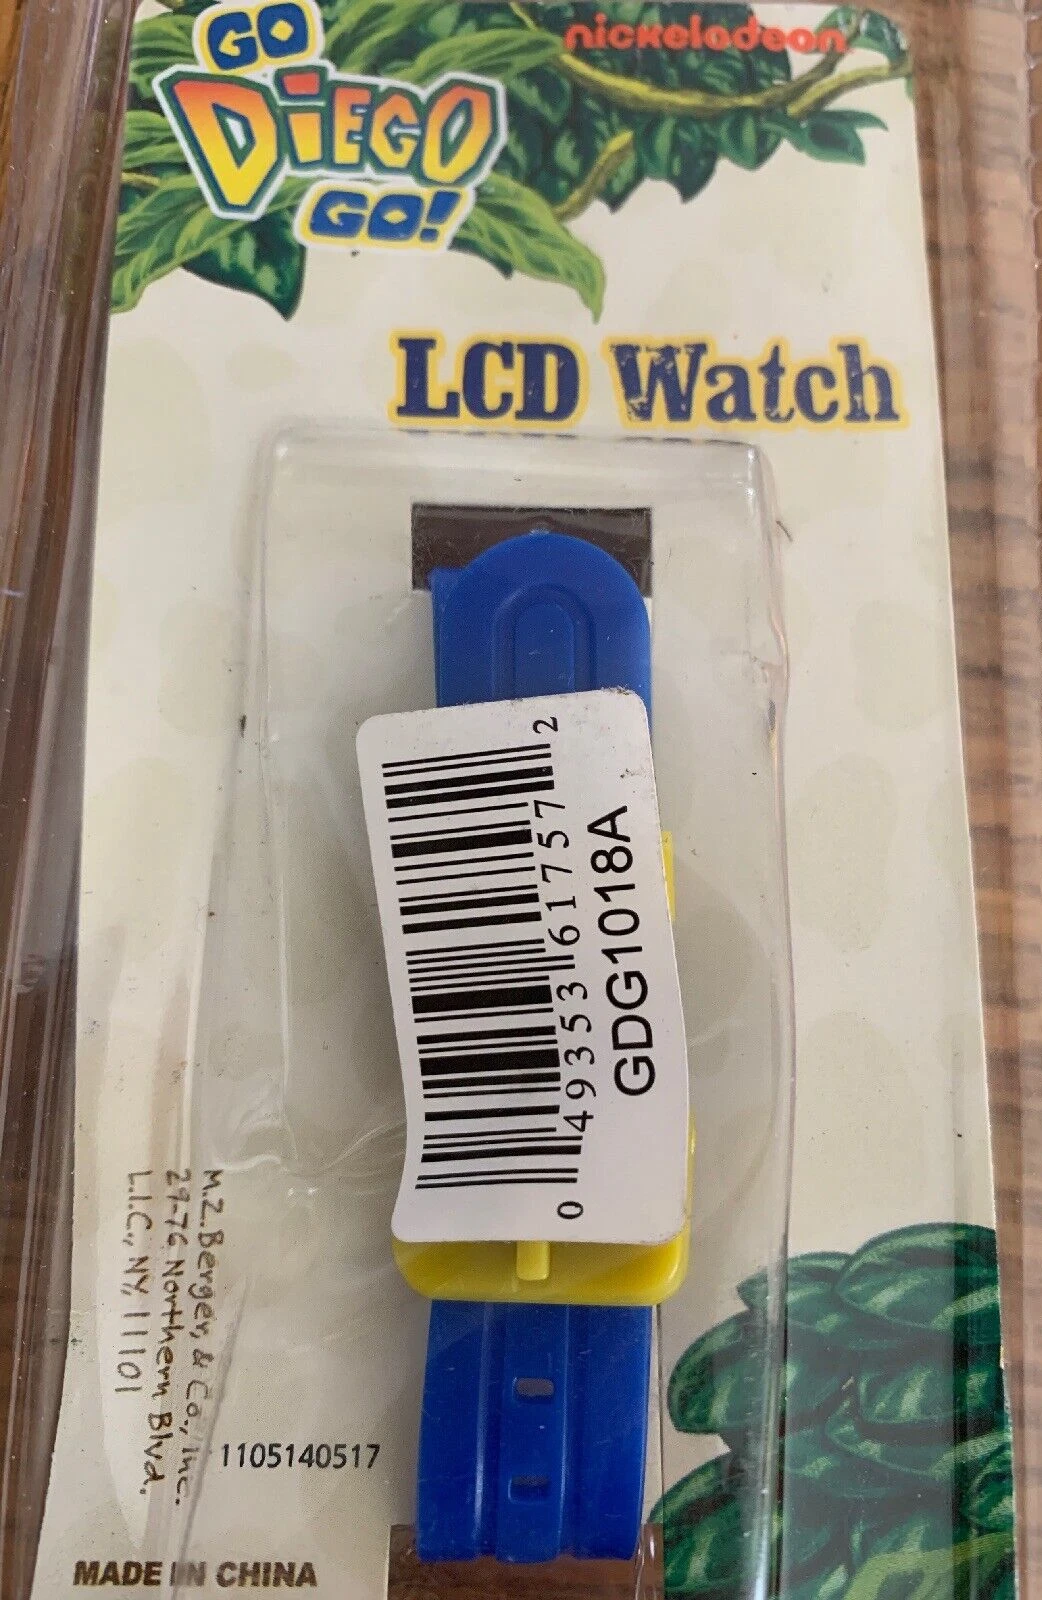 GO
DIEGO
GO!
nickelodeon
LCD Watch
0 49353 61757 2
GDG1018A
M.Z. Berger, & Co., Inc.
29-76 Northern Blvd.
L.I.C., NY, 11101
1105140517
MADE IN CHINA